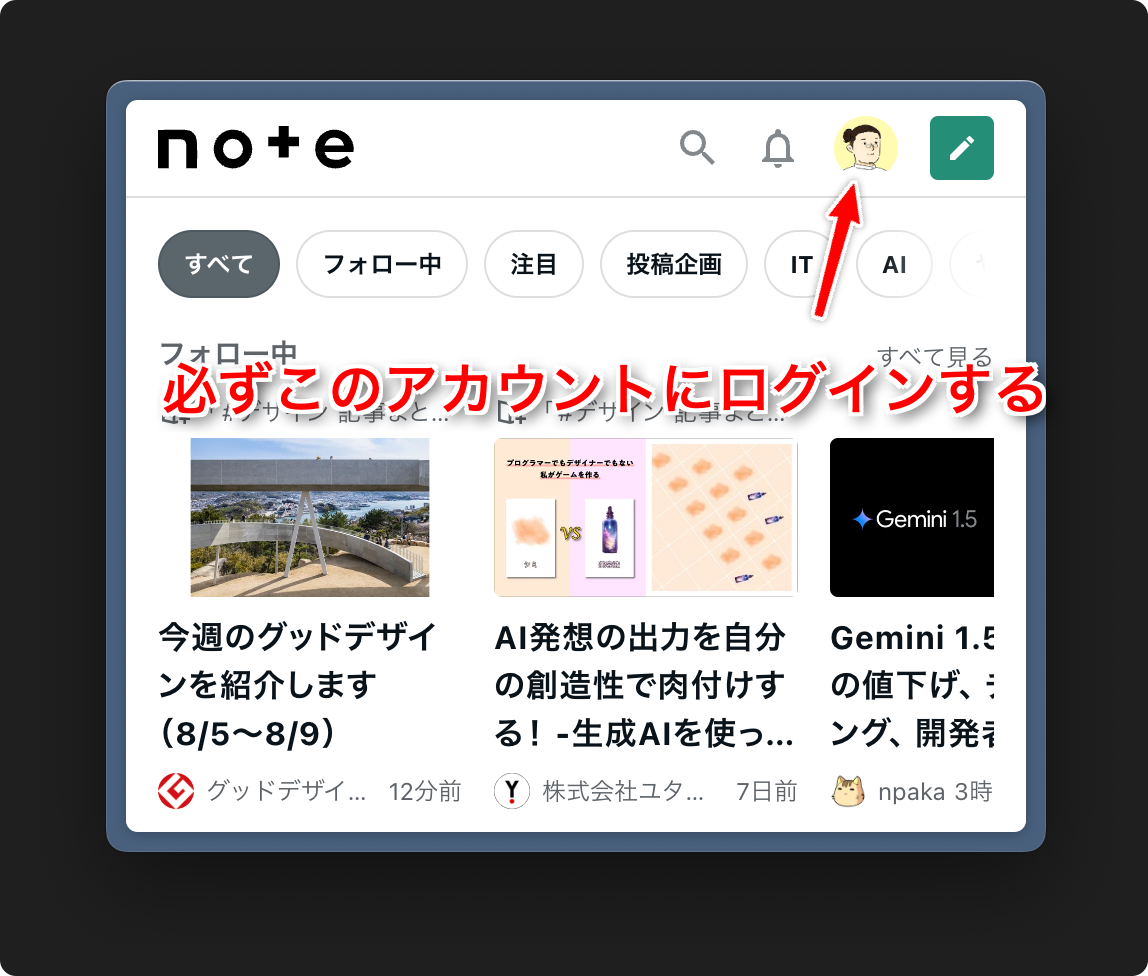 note
すべて
フォロー中
注目
投稿企画
IT
AI
フォロー中
すべて見る
必ずこのアカウントにログインする
「#デザイン 記事まと...
「#デザイン 記事まと...
プログラマーでもデザイナーでもない
私がゲームを作る
シミ
VS
美容液
Gemini 1.5
今週のグッドデザイ
ンを紹介します
（8/5〜8/9）
AI発想の出力を自分
の創造性で肉付けす
る！-生成AIを使っ...
Gemini 1.5
の値下げ、チ
ング、開発者
グッドデザイ... 12分前
Y
株式会社ユタ... 7日前
npaka 3時